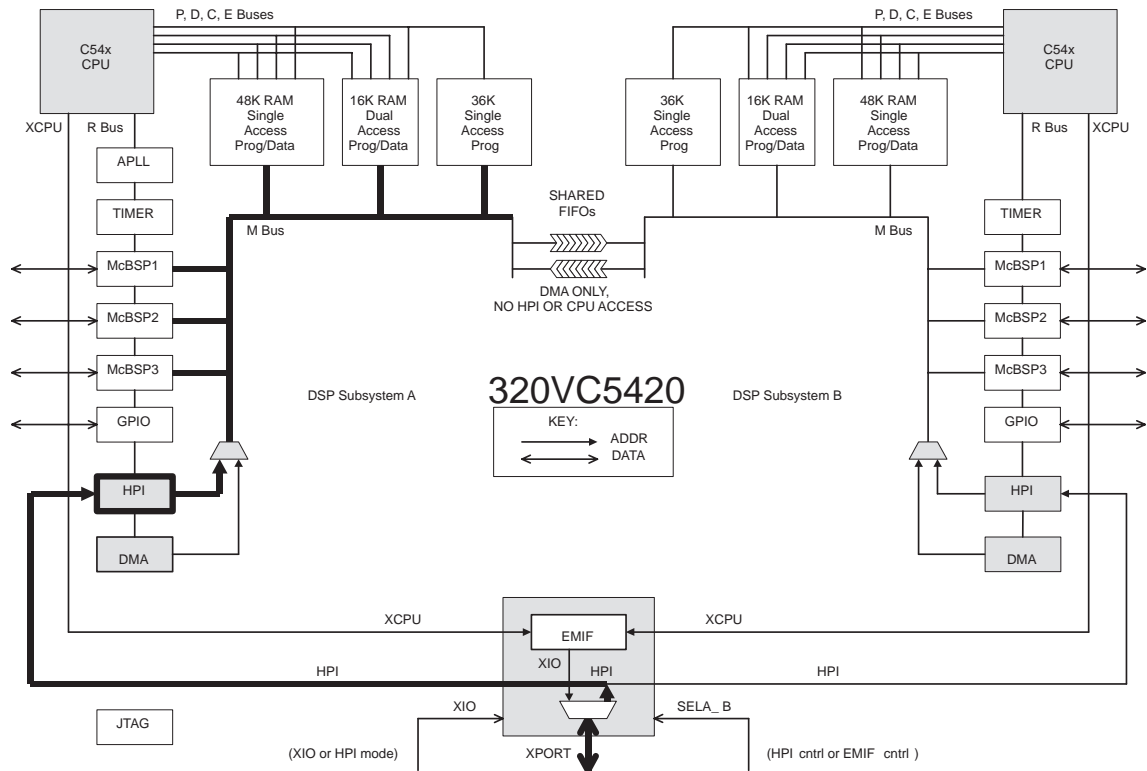 P, D, C, E Buses
P, D, C, E Buses
C54x
CPU
C54x
CPU
48K RAM
Single
Access
Prog/Data
16K RAM
Dual
Access
Prog/Data
36K
Single
Access
Prog
36K
Single
Access
Prog
16K RAM
Dual
Access
Prog/Data
48K RAM
Single
Access
Prog/Data
XCPU
R Bus
R Bus
XCPU
APLL
TIMER
M Bus
SHARED
FIFOs
M Bus
TIMER
McBSP1
McBSP1
DMA ONLY,
NO HPI OR CPU ACCESS
McBSP2
McBSP2
McBSP3
McBSP3
DSP Subsystem A
320VC5420
DSP Subsystem B
GPIO
GPIO
KEY:
ADDR
DATA
HPI
HPI
DMA
DMA
XCPU
EMIF
XCPU
XIO
HPI
HPI
HPI
JTAG
XIO
SELA_ B
(XIO or HPI mode)
XPORT
(HPI cntrl or EMIF cntrl )